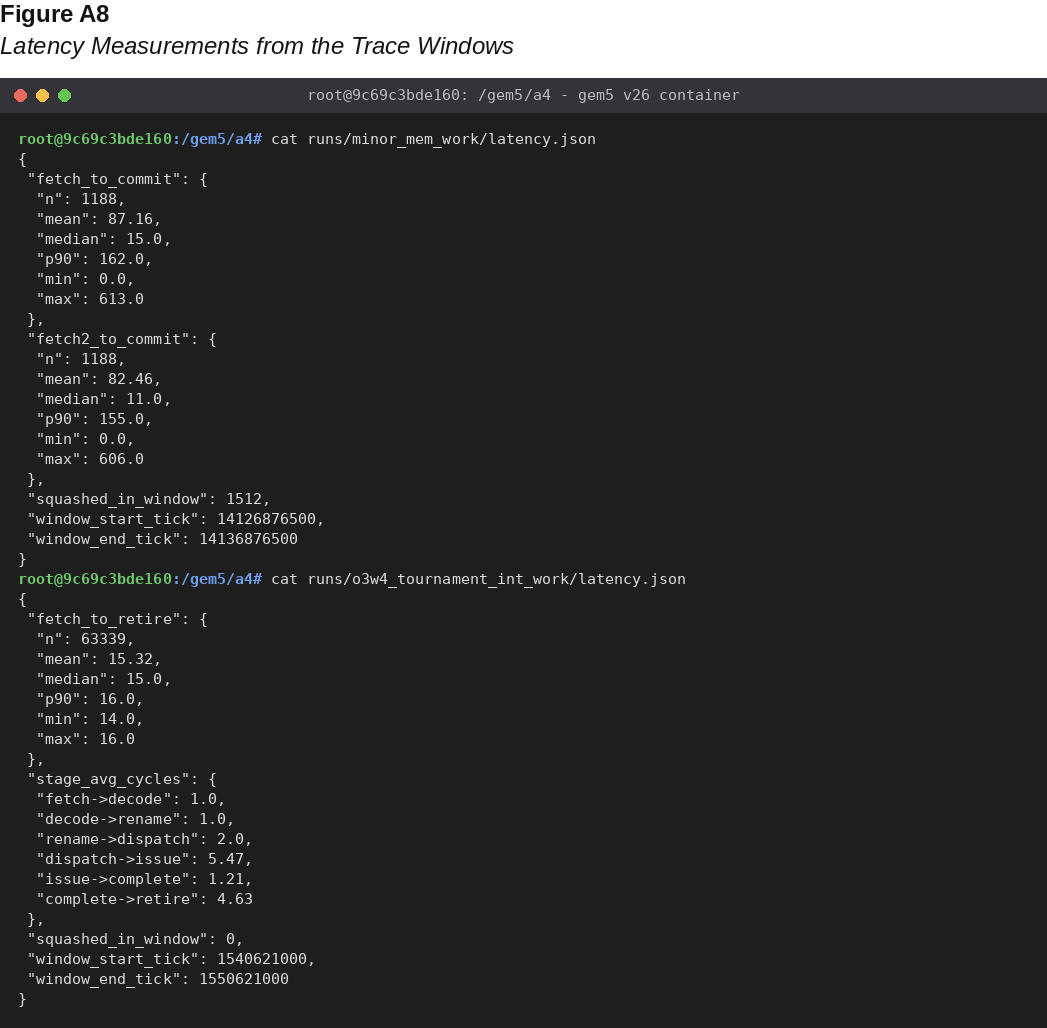 Figure A8
Latency Measurements from the Trace Windows
root@9c69c3bde160: /gem5/a4 - gem5 v26 container
root@9c69c3bde160:/gem5/a4# cat runs/minor_mem_work/latency.json
{
 "fetch_to_commit": {
  "n": 1188,
  "mean": 87.16,
  "median": 15.0,
  "p90": 162.0,
  "min": 0.0,
  "max": 613.0
 },
 "fetch2_to_commit": {
  "n": 1188,
  "mean": 82.46,
  "median": 11.0,
  "p90": 155.0,
  "min": 0.0,
  "max": 606.0
 },
 "squashed_in_window": 1512,
 "window_start_tick": 14126876500,
 "window_end_tick": 14136876500
}
root@9c69c3bde160:/gem5/a4# cat runs/o3w4_tournament_int_work/latency.json
{
 "fetch_to_retire": {
  "n": 63339,
  "mean": 15.32,
  "median": 15.0,
  "p90": 16.0,
  "min": 14.0,
  "max": 16.0
 },
 "stage_avg_cycles": {
  "fetch->decode": 1.0,
  "decode->rename": 1.0,
  "rename->dispatch": 2.0,
  "dispatch->issue": 5.47,
  "issue->complete": 1.21,
  "complete->retire": 4.63
 },
 "squashed_in_window": 0,
 "window_start_tick": 1540621000,
 "window_end_tick": 1550621000
}